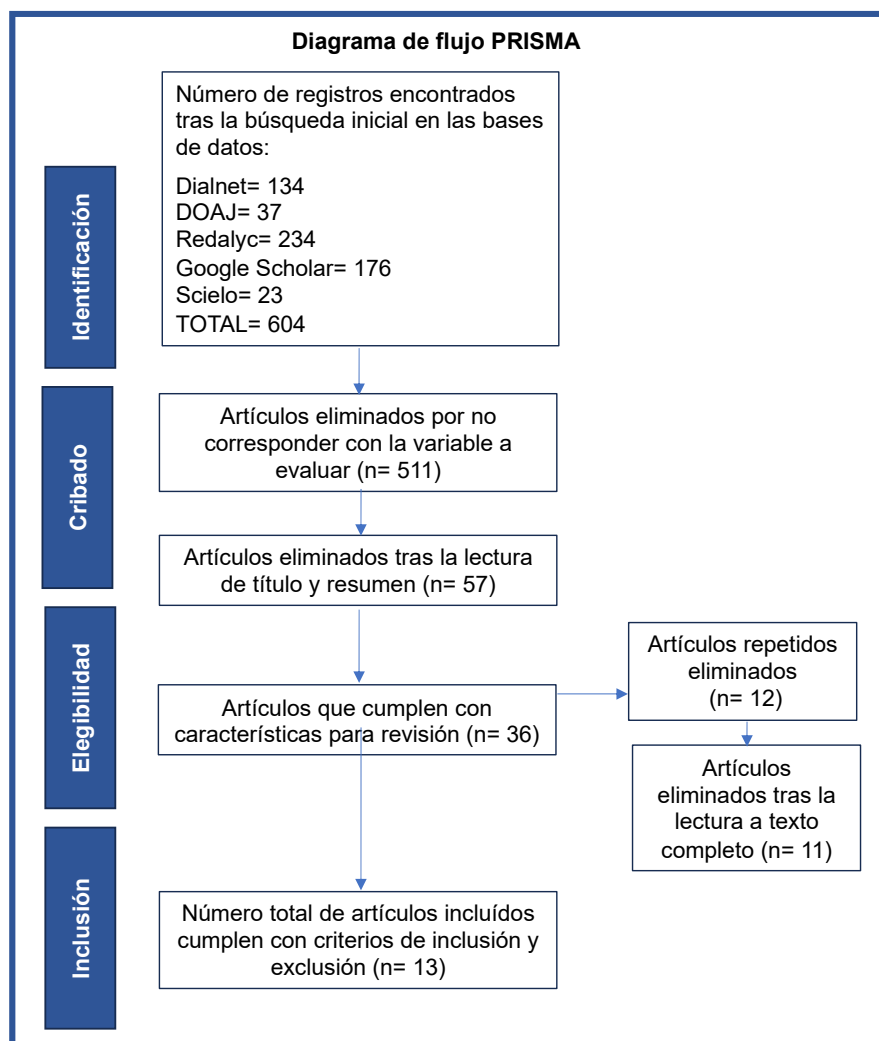 Diagrama de flujo PRISMA
Identificación
Número de registros encontrados
tras la búsqueda inicial en las bases
de datos:
Dialnet= 134
DOAJ= 37
Redalyc= 234
Google Scholar= 176
Scielo= 23
TOTAL= 604
Cribado
Artículos eliminados por no
corresponder con la variable a
evaluar (n= 511)
Artículos eliminados tras la lectura
de título y resumen (n= 57)
Elegibilidad
Artículos que cumplen con
características para revisión (n= 36)
Artículos repetidos
eliminados
(n= 12)
Artículos
eliminados tras la
lectura a texto
completo (n= 11)
Inclusión
Número total de artículos incluídos
cumplen con criterios de inclusión y
exclusión (n= 13)